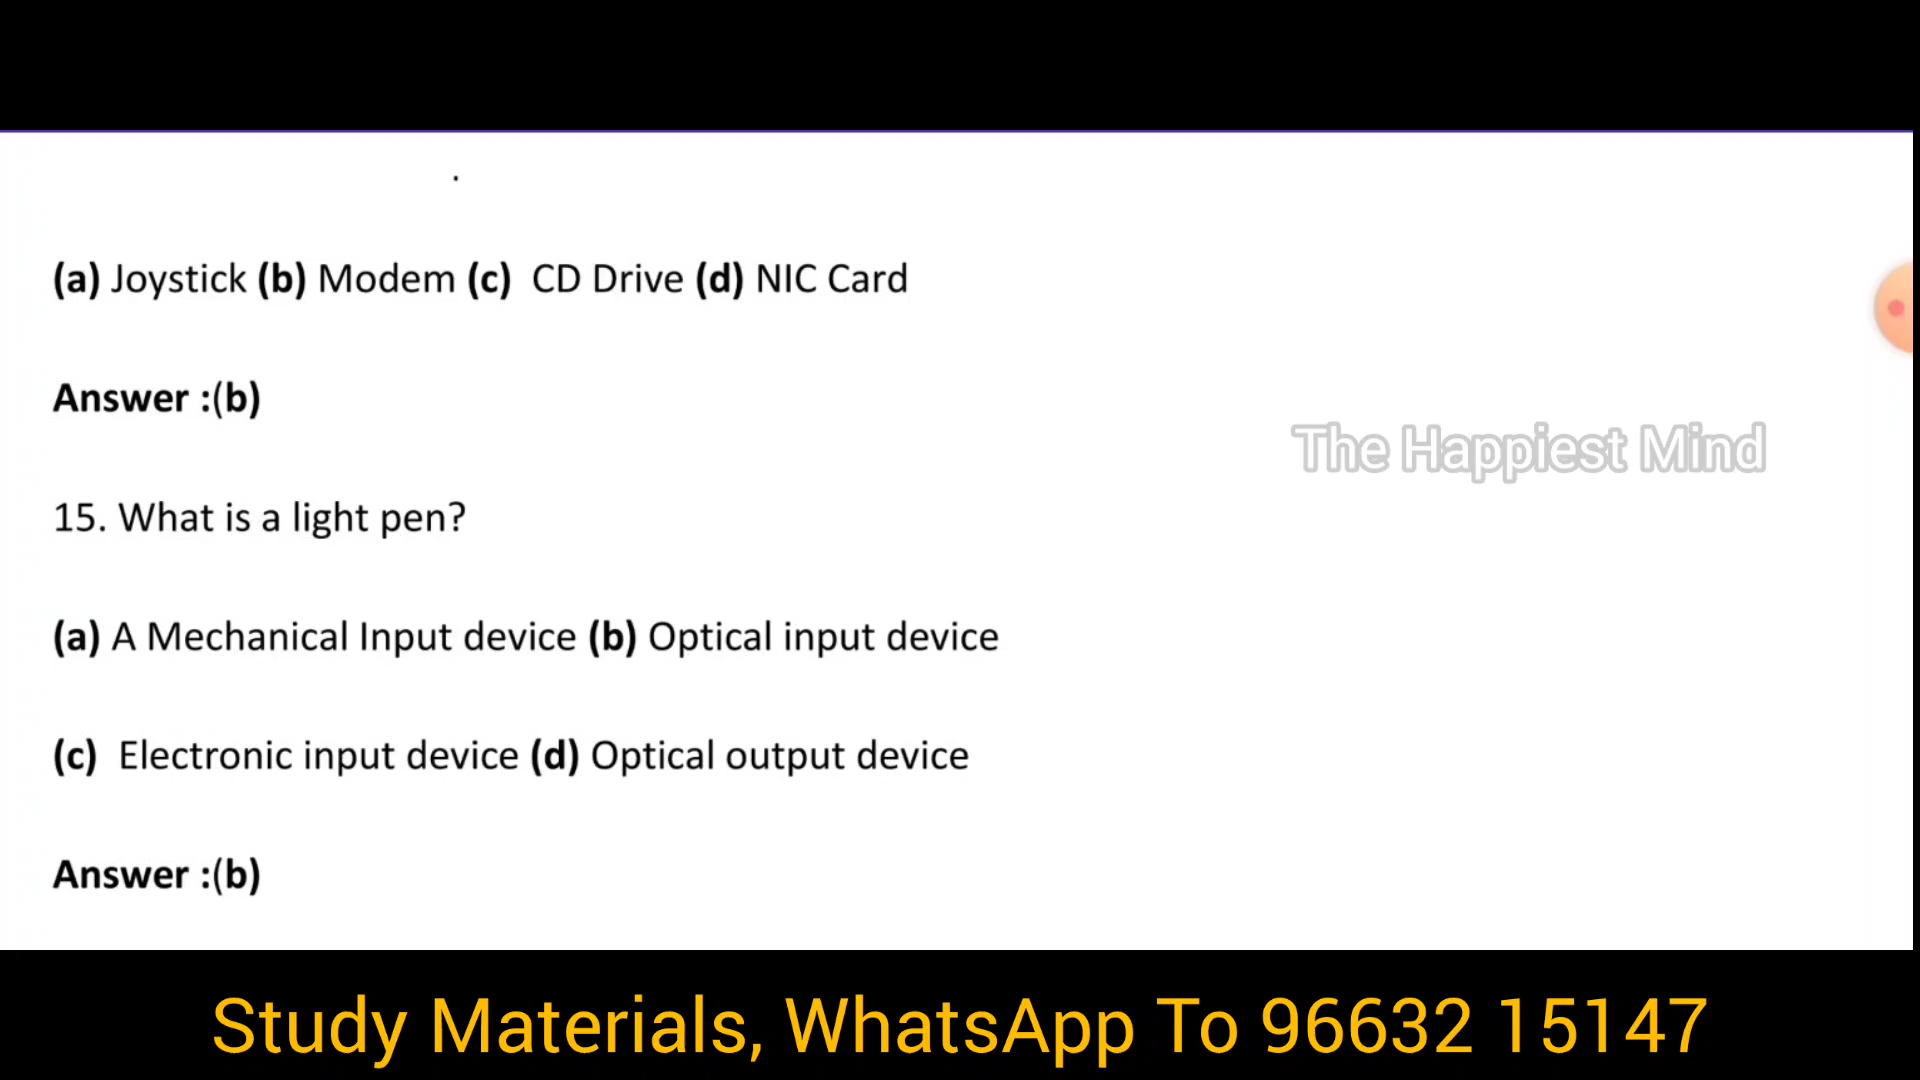 (a) Joystick (b) Modem (c) CD Drive (d) NIC Card
Answer :(b)
The Happiest Mind
15. What is a light pen?
(a) A Mechanical Input device (b) Optical input device
(c) Electronic input device (d) Optical output device
Answer :(b)
Study Materials, WhatsApp To 96632 15147